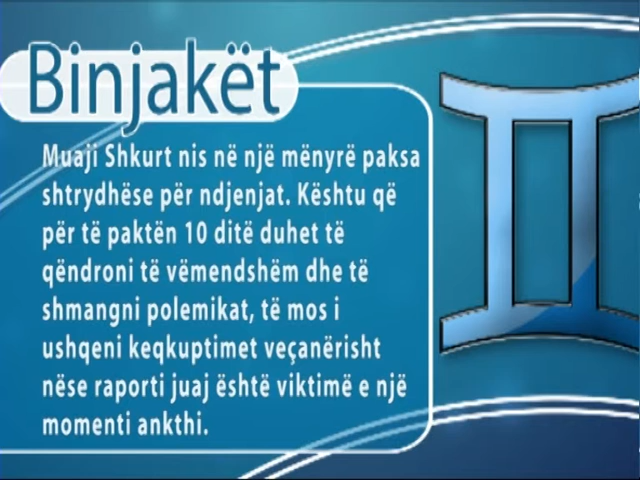 Binjakët
Muaji Shkurt nis në një mënyrë paksa
shtrydhëse për ndjenjat. Kështu që
për të paktën 10 ditë duhet të
qëndroni të vëmendshëm dhe të
shmangni polemikat, të mos i
ushqeni keqkuptimet veçanërisht
nëse raporti juaj është viktimë e një
momenti ankthi.